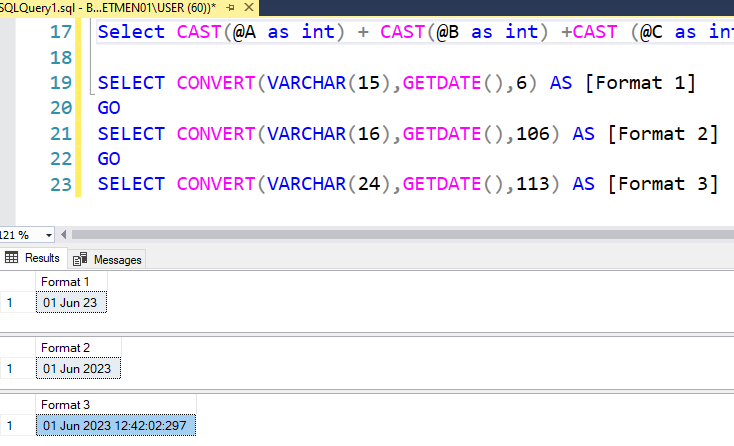 SQLQuery1.sql - B...ETMEN01\USER (60))*
17 Select CAST(@A as int) + CAST(@B as int) +CAST (@C as int
18
19 SELECT CONVERT(VARCHAR(15),GETDATE(),6) AS [Format 1]
20 GO
21 SELECT CONVERT(VARCHAR(16),GETDATE(),106) AS [Format 2]
22 GO
23 SELECT CONVERT(VARCHAR(24),GETDATE(),113) AS [Format 3]
121 %
Results Messages
Format 1
1 01 Jun 23
Format 2
1 01 Jun 2023
Format 3
1 01 Jun 2023 12:42:02:297